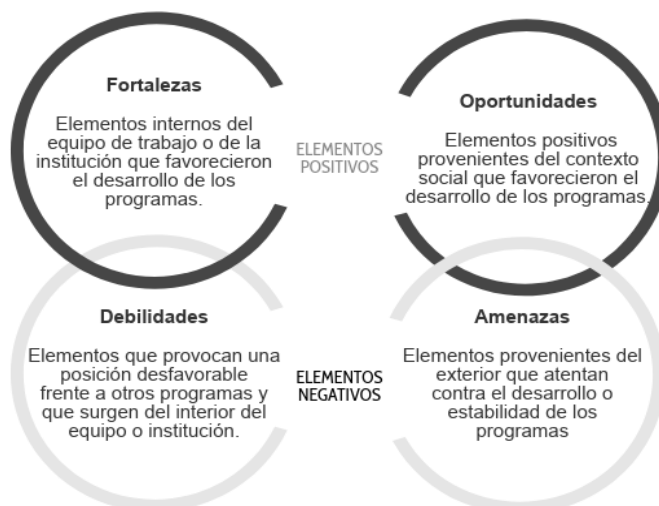 Fortalezas
Elementos internos del
equipo de trabajo o de la
institución que favorecieron
el desarrollo de los
programas.
ELEMENTOS
POSITIVOS
Oportunidades
Elementos positivos
provenientes del contexto
social que favorecieron el
desarrollo de los programas.
Debilidades
Elementos que provocan una
posición desfavorable
frente a otros programas y
que surgen del interior del
equipo o institución.
ELEMENTOS
NEGATIVOS
Amenazas
Elementos provenientes del
exterior que atentan
contra el desarrollo o
estabilidad de los
programas